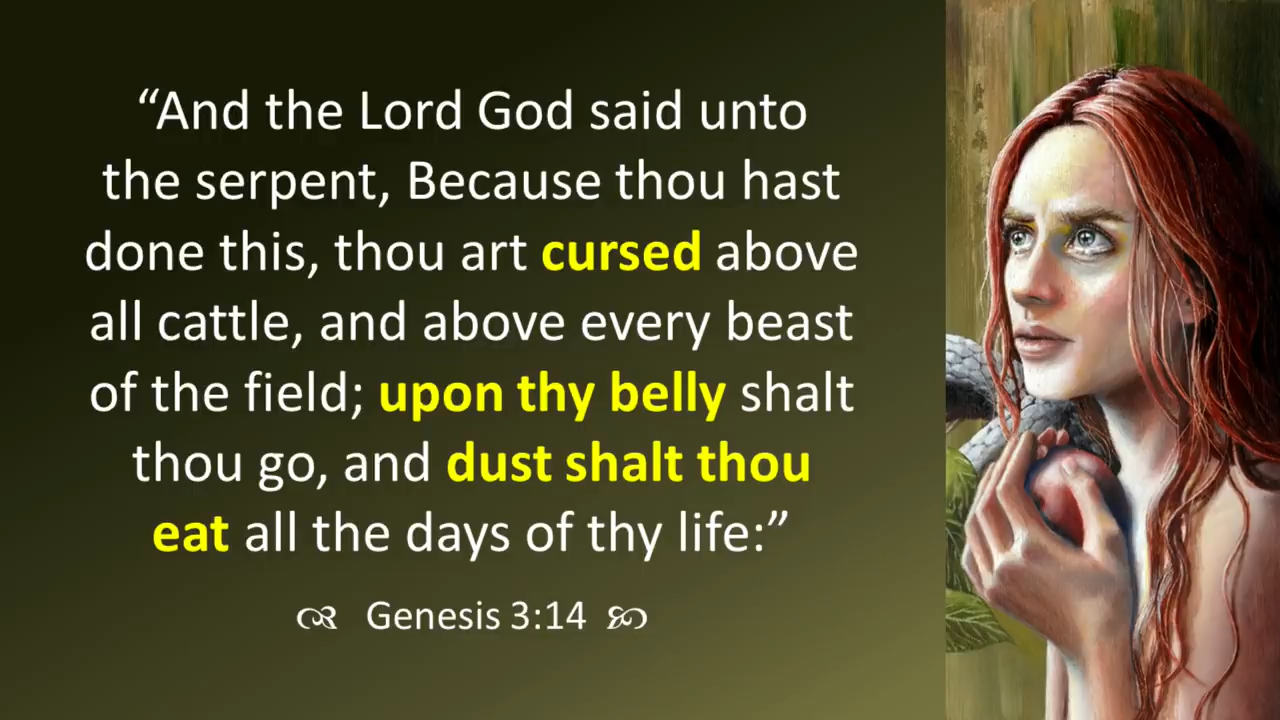 “And the Lord God said unto
the serpent, Because thou hast
done this, thou art cursed above
all cattle, and above every beast
of the field; upon thy belly shalt
thou go, and dust shalt thou
eat all the days of thy life:”
Genesis 3:14